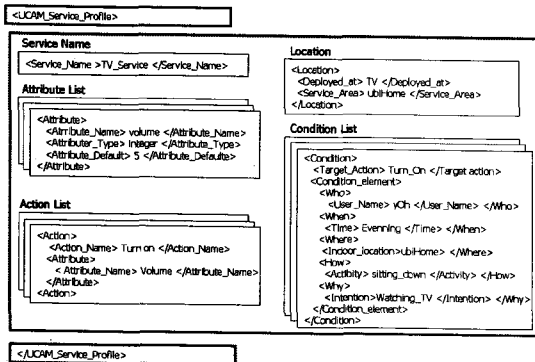 <UCAM_Service_Profile>
Service Name
<Service_Name >TV_Service </Service_Name>
Attribute List
<Attribute>
<Atrribute_Name> volume </Attribute_Name>
<Attributer_Type> Integer </Attribute_Type>
<Attribute_Default> 5 </Attribute_Defaulte>
</Attribute>
Action List
<Action>
<Action_Name> Turn on </Action_Name>
<Attribute>
< Attribute_Name> Volume </Attribute_Name>
</Attribute>
<Action>
Location
<Location>
<Deployed_at> TV </Deployed_at>
<Service_Area> ubiHome </Service_Area>
</Location>
Condition List
<Condition>
<Target_Action> Turn_On </Target action>
<Condition_element>
<Who>
<User_Name> yOh </User_Name> </Who>
<When>
<Time> Evenning </Time> </When>
<Where>
<Indoor_location>ubiHome> </Where>
<How>
<Activity> sitting_down </Activity> </How>
<Why>
<Intention>Watching_TV </Intention> </Why>
</Condition_element>
</Condition>
</UCAM_Service_Profile>